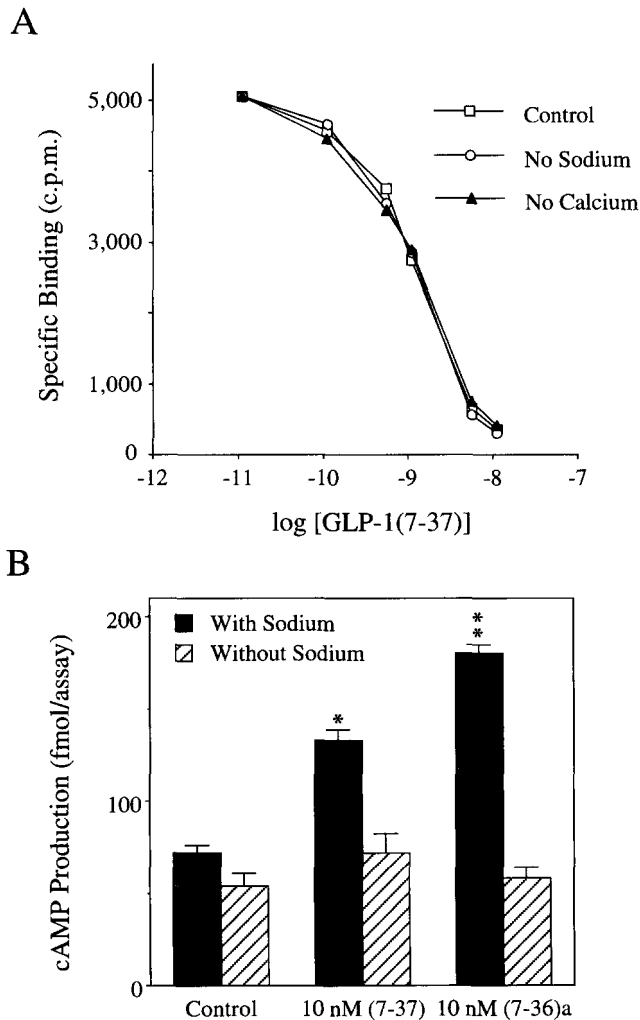 A
Specific Binding (c.p.m.)
5,000
3,000
1,000
0
-12 -11 -10 -9 -8 -7
log [GLP-1(7-37)]
Control
No Sodium
No Calcium
B
cAMP Production (fmol/assay)
200
100
0
With Sodium
Without Sodium
*
*
*
Control 10 nM (7-37) 10 nM (7-36)a